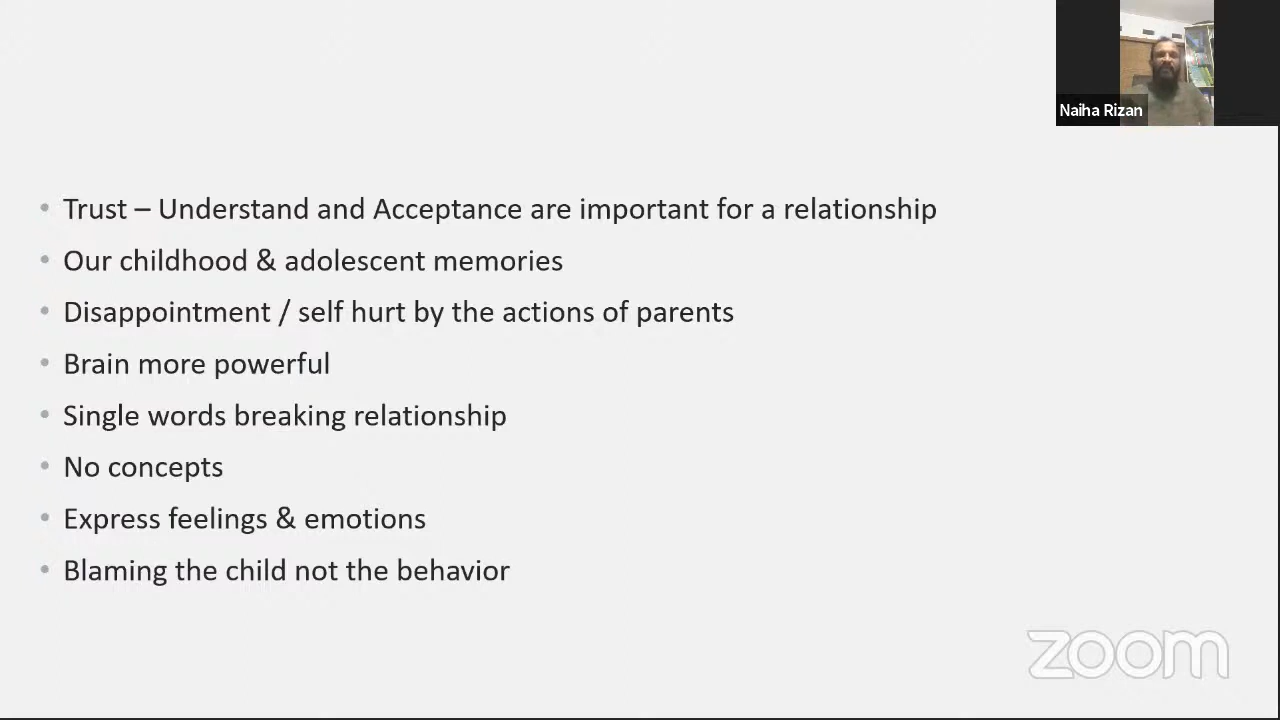 Naiha Rizan
• Trust – Understand and Acceptance are important for a relationship
• Our childhood & adolescent memories
• Disappointment / self hurt by the actions of parents
• Brain more powerful
• Single words breaking relationship
• No concepts
• Express feelings & emotions
• Blaming the child not the behavior
zoom